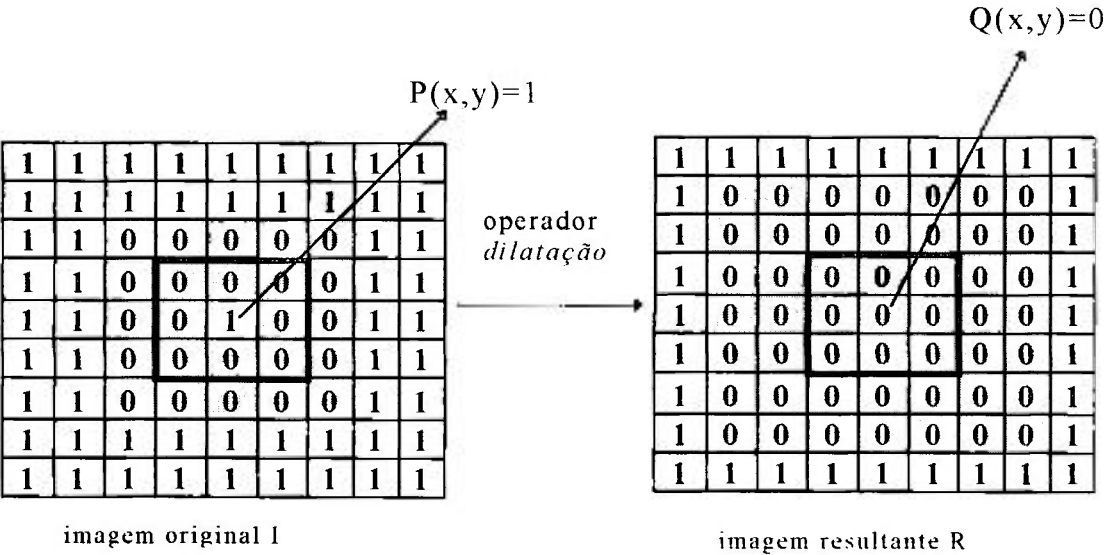 Q(x,y)=0
P(x,y)=1
1 1 1 1 1 1 1 1 1
1 1 1 1 1 1 1 1 1
1 1 0 0 0 0 0 1 1
1 1 0 0 0 0 0 1 1
1 1 0 0 1 0 0 1 1
1 1 0 0 0 0 0 1 1
1 1 0 0 0 0 0 1 1
1 1 1 1 1 1 1 1 1
1 1 1 1 1 1 1 1 1
imagem original I
operador
dilatação
1 1 1 1 1 1 1 1 1
1 0 0 0 0 0 0 0 1
1 0 0 0 0 0 0 0 1
1 0 0 0 0 0 0 0 1
1 0 0 0 0 0 0 0 1
1 0 0 0 0 0 0 0 1
1 0 0 0 0 0 0 0 1
1 0 0 0 0 0 0 0 1
1 1 1 1 1 1 1 1 1
imagem resultante R